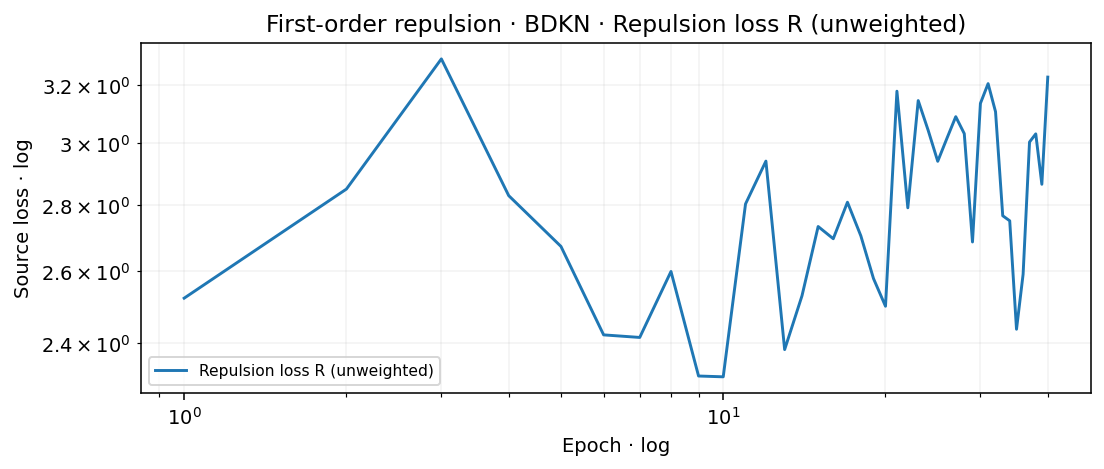 First-order repulsion · BDKN · Repulsion loss R (unweighted)
Source loss · log
3.2 × 10⁰
3 × 10⁰
2.8 × 10⁰
2.6 × 10⁰
2.4 × 10⁰
Repulsion loss R (unweighted)
10⁰ 10¹
Epoch · log